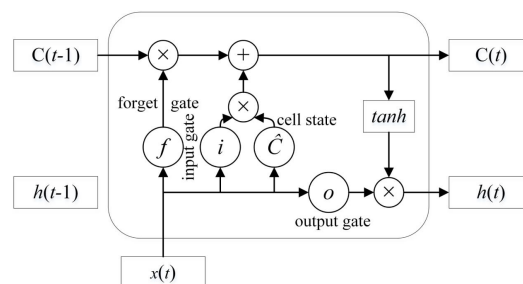 C(t-1)
×
+
C(t)
×
forget gate
cell state
tanh
input gate
f
i
Ĉ
h(t-1)
o
×
h(t)
output gate
x(t)